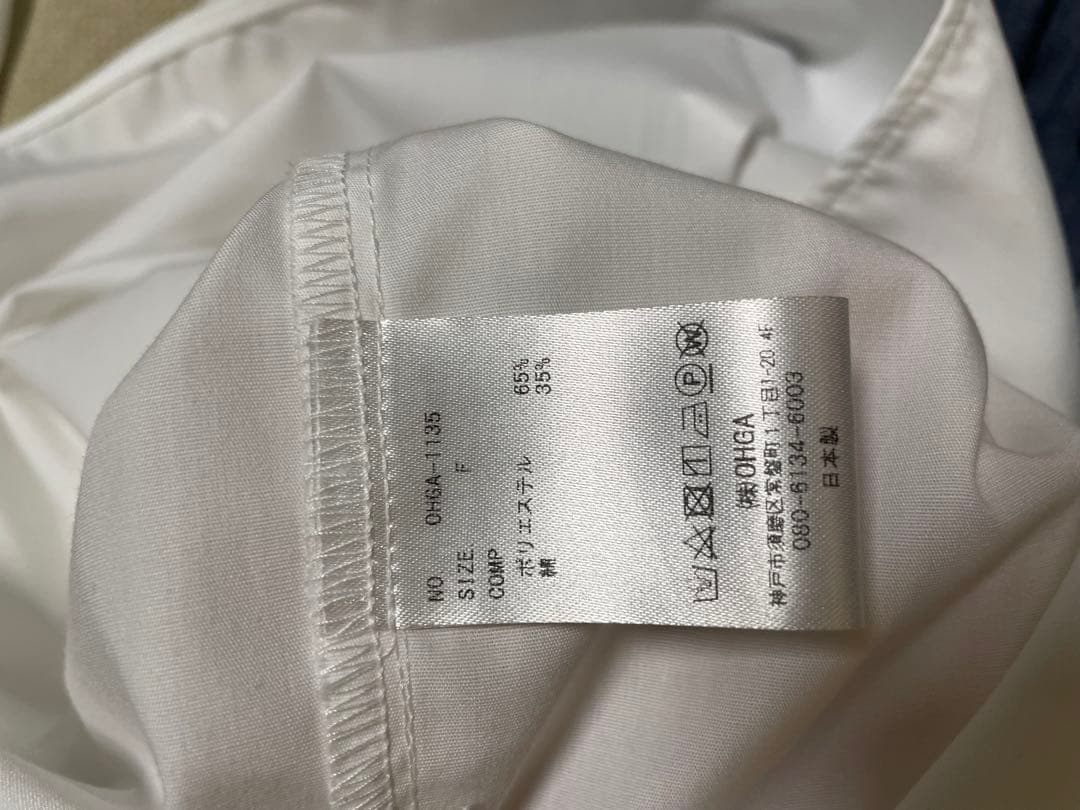 NO OHGA-1135
SIZE F
COMP
ポリエステル 65%
綿 35%
P W
(株)OHGA
神戸市須磨区常盤町1丁目1-20 4F
080-6134-6003
日本製